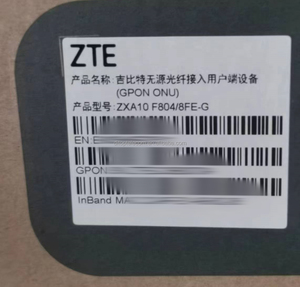 ZTE
产品名称: 吉比特无源光纤接入用户端设备
(GPON ONU)
产品型号: ZXA10 F804/8FE-G
EN
GPON
InBand